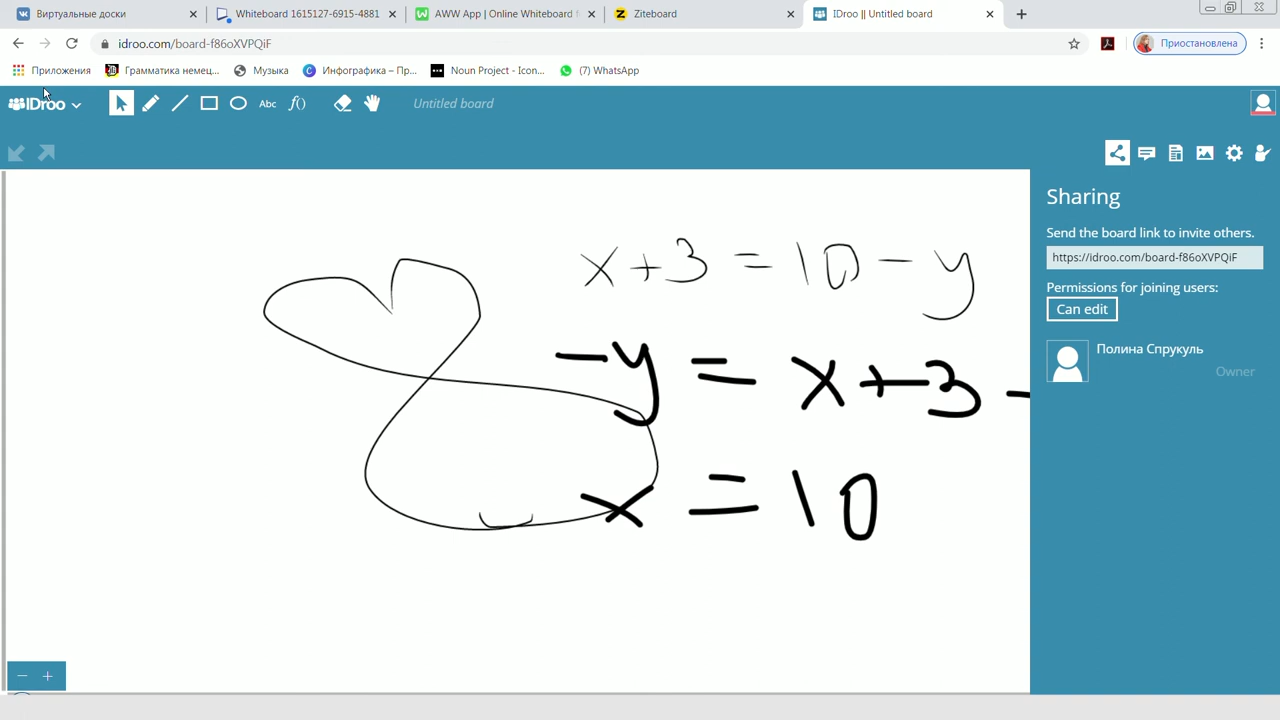 Виртуальные доски
Whiteboard 1615127-6915-4881
AWW App | Online Whiteboard f
Ziteboard
IDroo || Untitled board
idroo.com/board-f86oXVPQiF
Приостановлена
Приложения
Грамматика немец...
Музыка
Инфографика – Пр...
Noun Project - Icon...
(7) WhatsApp
IDroo
Abc
f()
Untitled board
Sharing
Send the board link to invite others.
https://idroo.com/board-f86oXVPQiF
Permissions for joining users:
Can edit
Полина Спрукуль
Owner
x+3=10-y
-y=x+3-
x=10